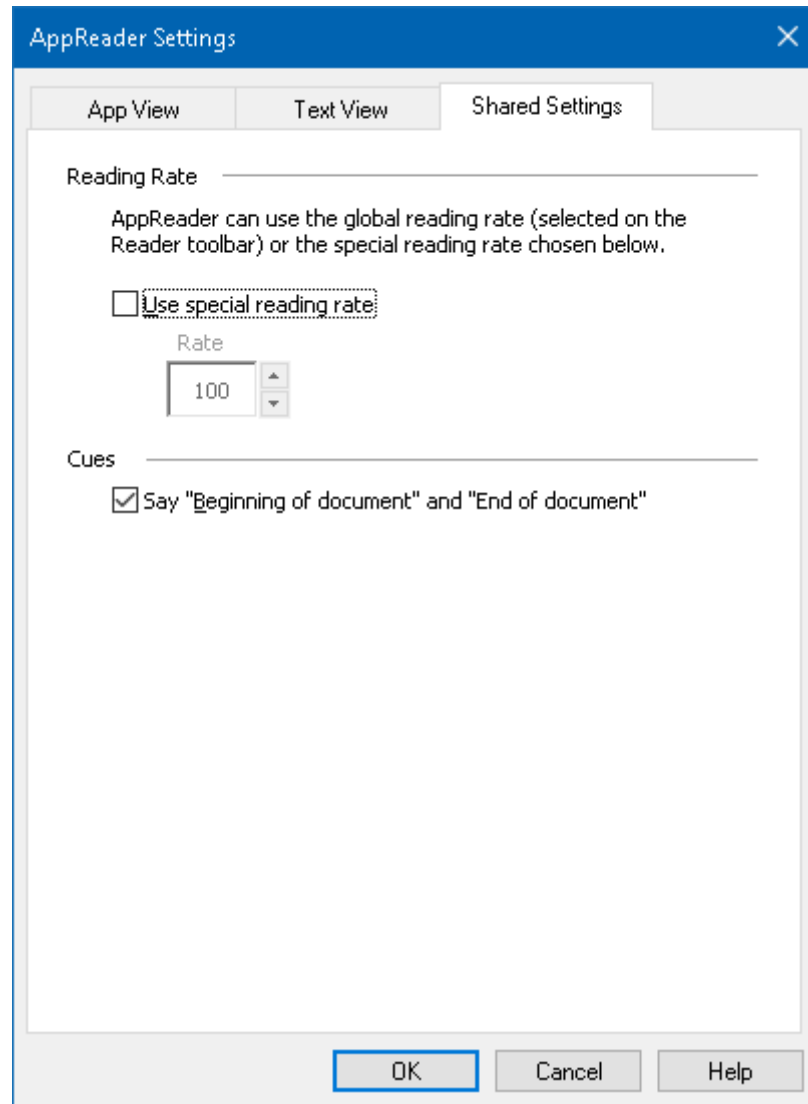 AppReader Settings
App View
Text View
Shared Settings
Reading Rate
AppReader can use the global reading rate (selected on the
Reader toolbar) or the special reading rate chosen below.
Use special reading rate
Rate
100
Cues
Say "Beginning of document" and "End of document"
OK
Cancel
Help